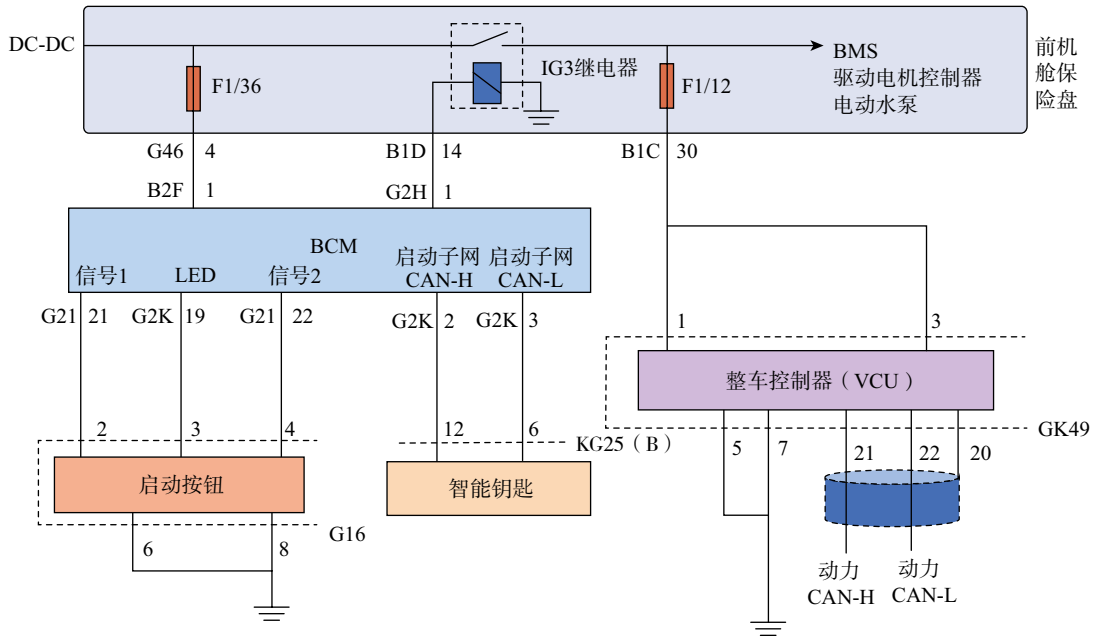 DC-DC
F1/36
IG3继电器
F1/12
BMS
驱动电机控制器
电动水泵
前机
舱保
险盘
G46 4
B1D 14
B1C 30
B2F 1
G2H 1
BCM
信号1
LED
信号2
启动子网
CAN-H
启动子网
CAN-L
G21 21
G2K 19
G21 22
G2K 2
G2K 3
1
3
整车控制器（VCU）
GK49
2
3
4
12
6
KG25（B）
启动按钮
智能钥匙
G16
6
8
5
7
21
22
20
动力
CAN-H
动力
CAN-L